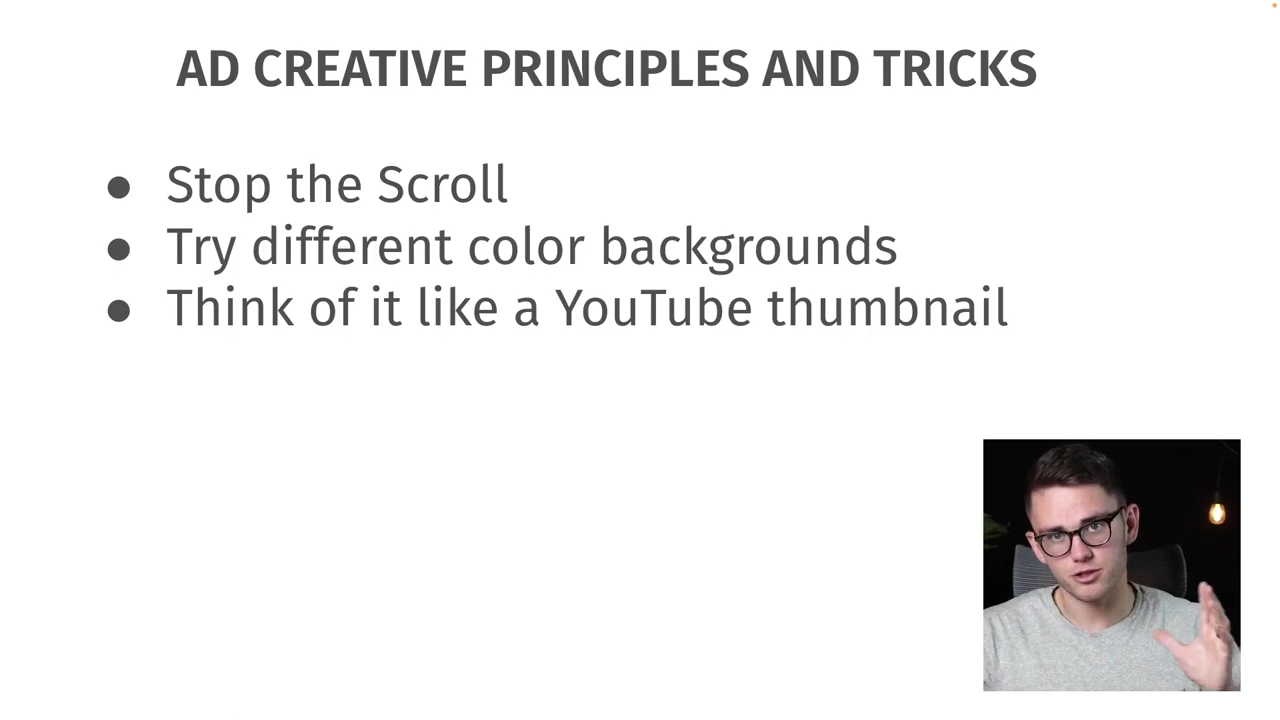 AD CREATIVE PRINCIPLES AND TRICKS
● Stop the Scroll
● Try different color backgrounds
● Think of it like a YouTube thumbnail